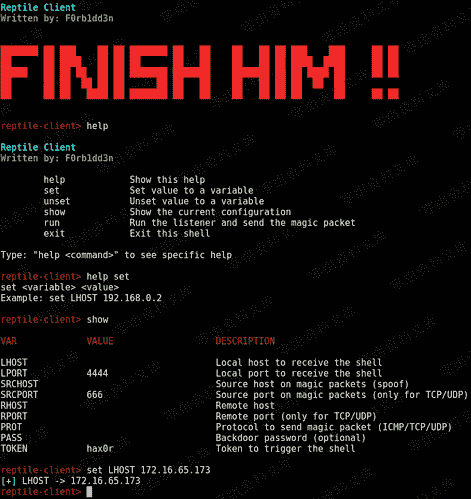 Reptile Client
Written by: F0rb1dd3n
FINISH HIM !!
reptile-client> help
Reptile Client
Written by: F0rb1dd3n
help Show this help
set Set value to a variable
unset Unset value to a variable
show Show the current configuration
run Run the listener and send the magic packet
exit Exit this shell
Type: "help <command>" to see specific help
reptile-client> help set
set <variable> <value>
Example: set LHOST 192.168.0.2
reptile-client> show
VAR VALUE DESCRIPTION
LHOST Local host to receive the shell
LPORT 4444 Local port to receive the shell
SRCHOST Source host on magic packets (spoof)
SRCPORT 666 Source port on magic packets (only for TCP/UDP)
RHOST Remote host
RPORT Remote port (only for TCP/UDP)
PROT Protocol to send magic packet (ICMP/TCP/UDP)
PASS Backdoor password (optional)
TOKEN hax0r Token to trigger the shell
reptile-client> set LHOST 172.16.65.173
[+] LHOST -> 172.16.65.173
reptile-client>